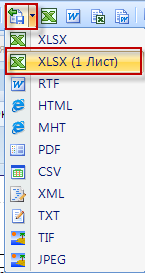 XLSX
XLSX (1 Лист)
RTF
HTML
MHT
PDF
CSV
XML
TXT
TIF
JPEG